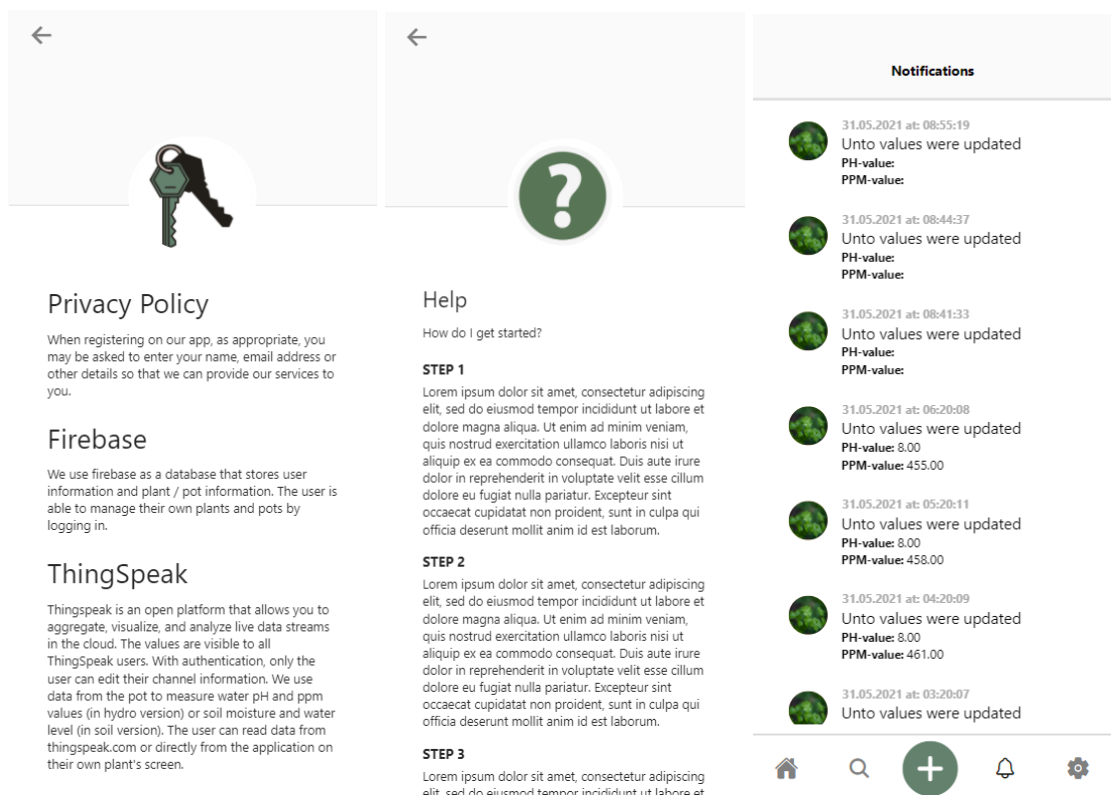 Privacy Policy
When registering on our app, as appropriate, you
may be asked to enter your name, email address or
other details so that we can provide our services to
you.
Firebase
We use firebase as a database that stores user
information and plant / pot information. The user is
able to manage their own plants and pots by
logging in.
ThingSpeak
Thingspeak is an open platform that allows you to
aggregate, visualize, and analyze live data streams
in the cloud. The values are visible to all
ThingSpeak users. With authentication, only the
user can edit their channel information. We use
data from the pot to measure water pH and ppm
values (in hydro version) or soil moisture and water
level (in soil version). The user can read data from
thingspeak.com or directly from the application on
their own plant's screen.
?
Help
How do I get started?
STEP 1
Lorem ipsum dolor sit amet, consectetur adipiscing
elit, sed do eiusmod tempor incididunt ut labore et
dolore magna aliqua. Ut enim ad minim veniam,
quis nostrud exercitation ullamco laboris nisi ut
aliquip ex ea commodo consequat. Duis aute irure
dolor in reprehenderit in voluptate velit esse cillum
dolore eu fugiat nulla pariatur. Excepteur sint
occaecat cupidatat non proident, sunt in culpa qui
officia deserunt mollit anim id est laborum.
STEP 2
Lorem ipsum dolor sit amet, consectetur adipiscing
elit, sed do eiusmod tempor incididunt ut labore et
dolore magna aliqua. Ut enim ad minim veniam,
quis nostrud exercitation ullamco laboris nisi ut
aliquip ex ea commodo consequat. Duis aute irure
dolor in reprehenderit in voluptate velit esse cillum
dolore eu fugiat nulla pariatur. Excepteur sint
occaecat cupidatat non proident, sunt in culpa qui
officia deserunt mollit anim id est laborum.
STEP 3
Lorem ipsum dolor sit amet, consectetur adipiscing
elit, sed do eiusmod tempor incididunt ut labore et
Notifications
31.05.2021 at: 08:55:19
Unto values were updated
PH-value:
PPM-value:
31.05.2021 at: 08:44:37
Unto values were updated
PH-value:
PPM-value:
31.05.2021 at: 08:41:33
Unto values were updated
PH-value:
PPM-value:
31.05.2021 at: 06:20:08
Unto values were updated
PH-value: 8.00
PPM-value: 455.00
31.05.2021 at: 05:20:11
Unto values were updated
PH-value: 8.00
PPM-value: 458.00
31.05.2021 at: 04:20:09
Unto values were updated
PH-value: 8.00
PPM-value: 461.00
31.05.2021 at: 03:20:07
Unto values were updated